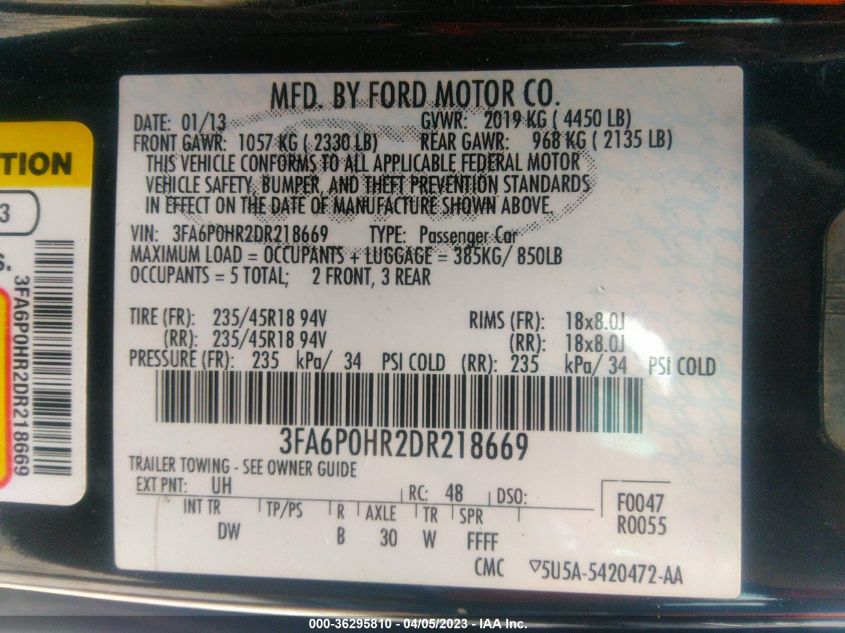 MFD. BY FORD MOTOR CO.
DATE: 01/13 GVWR: 2019 KG ( 4450 LB)
FRONT GAWR: 1057 KG ( 2330 LB) REAR GAWR: 968 KG ( 2135 LB)
THIS VEHICLE CONFORMS TO ALL APPLICABLE FEDERAL MOTOR
VEHICLE SAFETY, BUMPER, AND THEFT PREVENTION STANDARDS
IN EFFECT ON THE DATE OF MANUFACTURE SHOWN ABOVE.
VIN: 3FA6P0HR2DR218669 TYPE: Passenger Car
MAXIMUM LOAD = OCCUPANTS + LUGGAGE = 385KG/ 850LB
OCCUPANTS = 5 TOTAL; 2 FRONT, 3 REAR
TIRE (FR): 235/45R18 94V RIMS (FR): 18x8.0J
(RR): 235/45R18 94V (RR): 18x8.0J
PRESSURE (FR): 235 kPa/ 34 PSI COLD (RR): 235 kPa/ 34 PSI COLD
3FA6P0HR2DR218669
TRAILER TOWING - SEE OWNER GUIDE
EXT PNT: UH RC: 48 DSO:
INT TR TP/PS R AXLE TR SPR
DW B 30 W FFFF
F0047
R0055
CMC ▽5U5A-5420472-AA
TION
3
S.
3FA6P0HR2DR218669
000-36295810 - 04/05/2023 - IAA Inc.